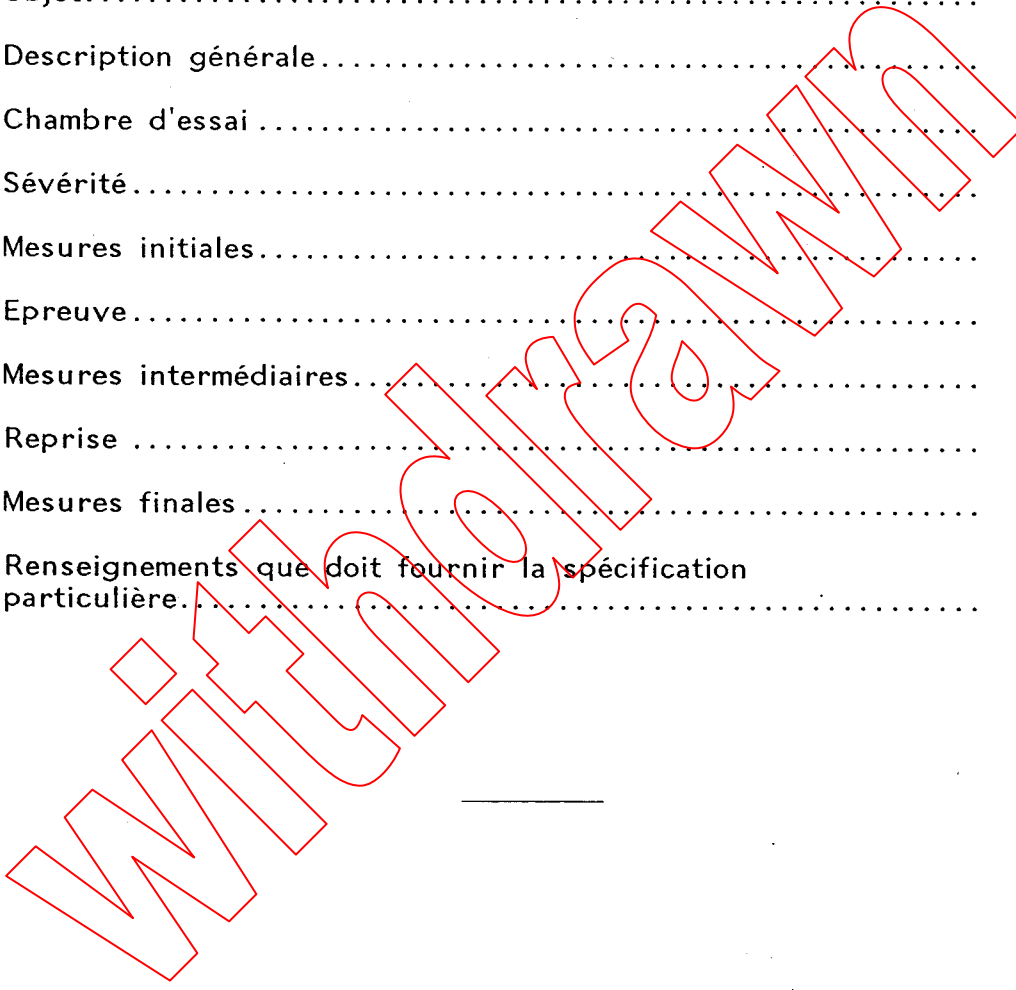 Description générale........................................
Chambre d'essai..............................................
Sévérité......................................................
Mesures initiales..............................................
Epreuve......................................................
Mesures intermédiaires........................................
Reprise ......................................................
Mesures finales...............................................
Renseignements que doit fournir la spécification
particulière...................................................
withdrawn